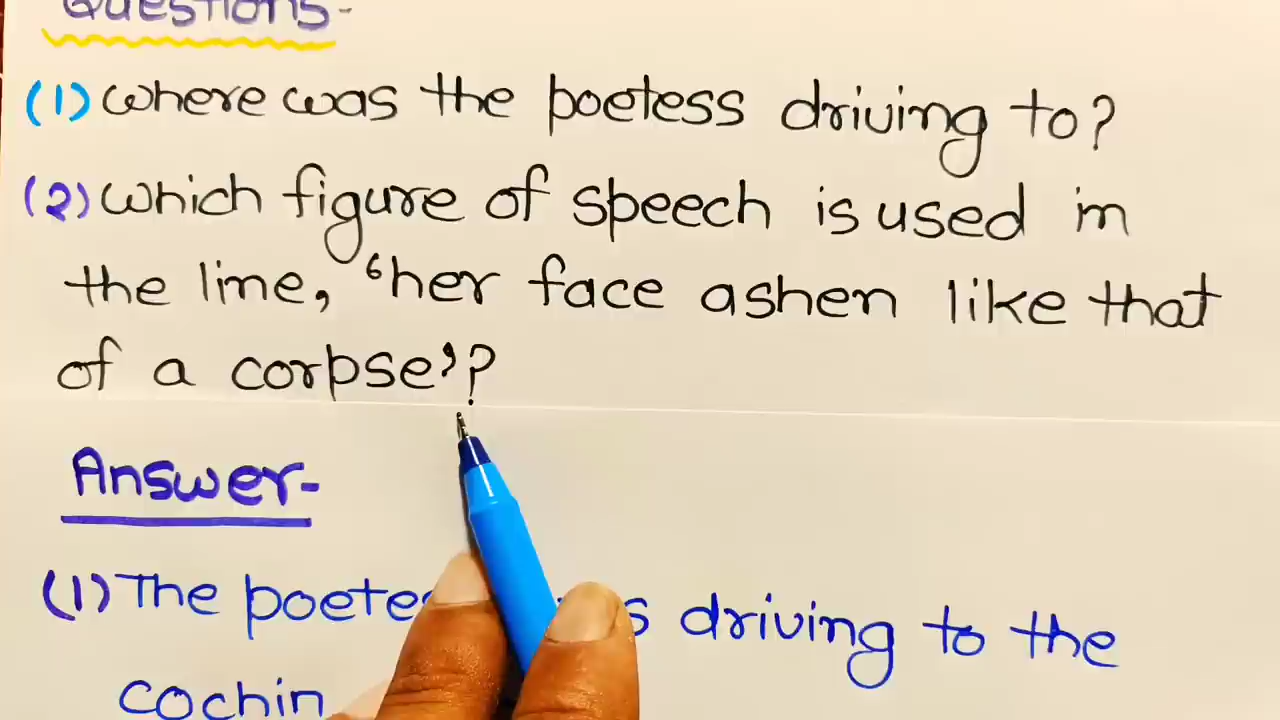 Questions-
(1) where was the poetess driving to?
(2) which figure of speech is used in
the line, ‘her face ashen like that
of a corpse’?
Answer-
(1) The driving to the
cochin